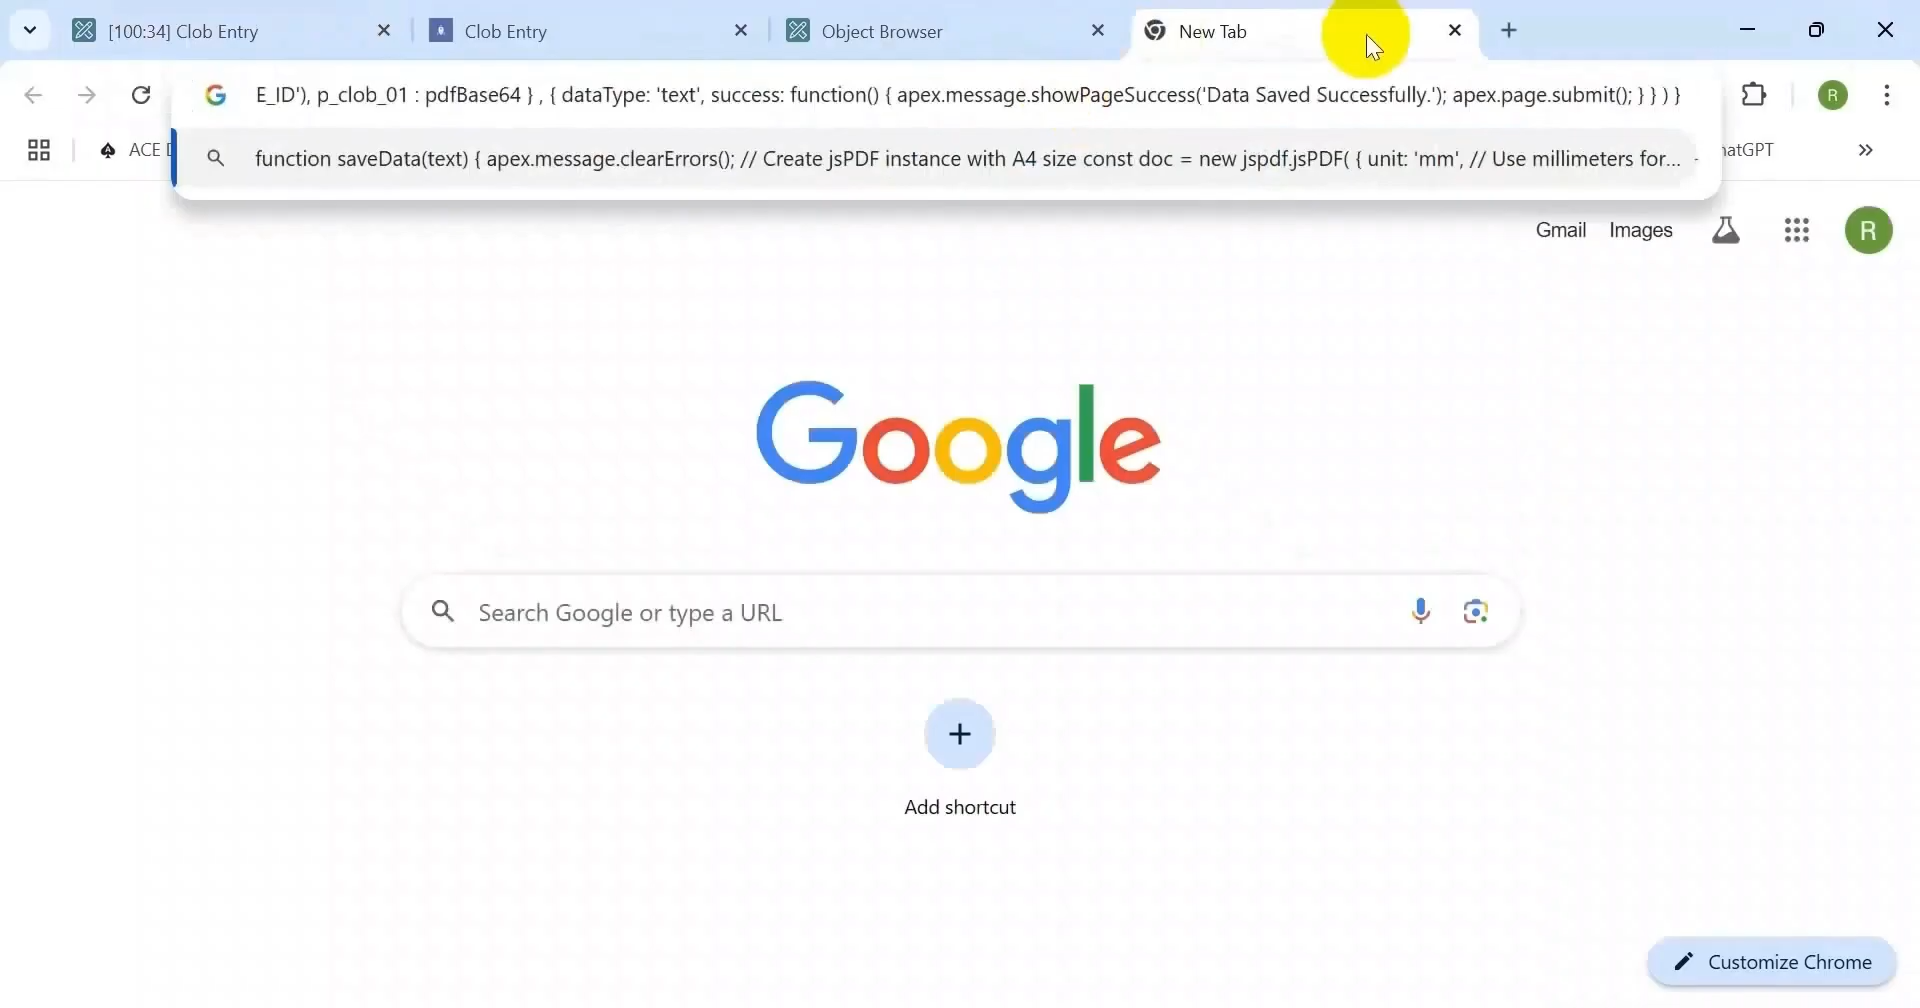 [100:34] Clob Entry
Clob Entry
Object Browser
New Tab
E_ID'), p_clob_01 : pdfBase64 } , { dataType: 'text', success: function() { apex.message.showPageSuccess('Data Saved Successfully.'); apex.page.submit(); } } ) }
R
ACE D
function saveData(text) { apex.message.clearErrors(); // Create jsPDF instance with A4 size const doc = new jspdf.jsPDF( { unit: 'mm', // Use millimeters for...
hatGPT
Gmail
Images
R
Google
Search Google or type a URL
Add shortcut
Customize Chrome